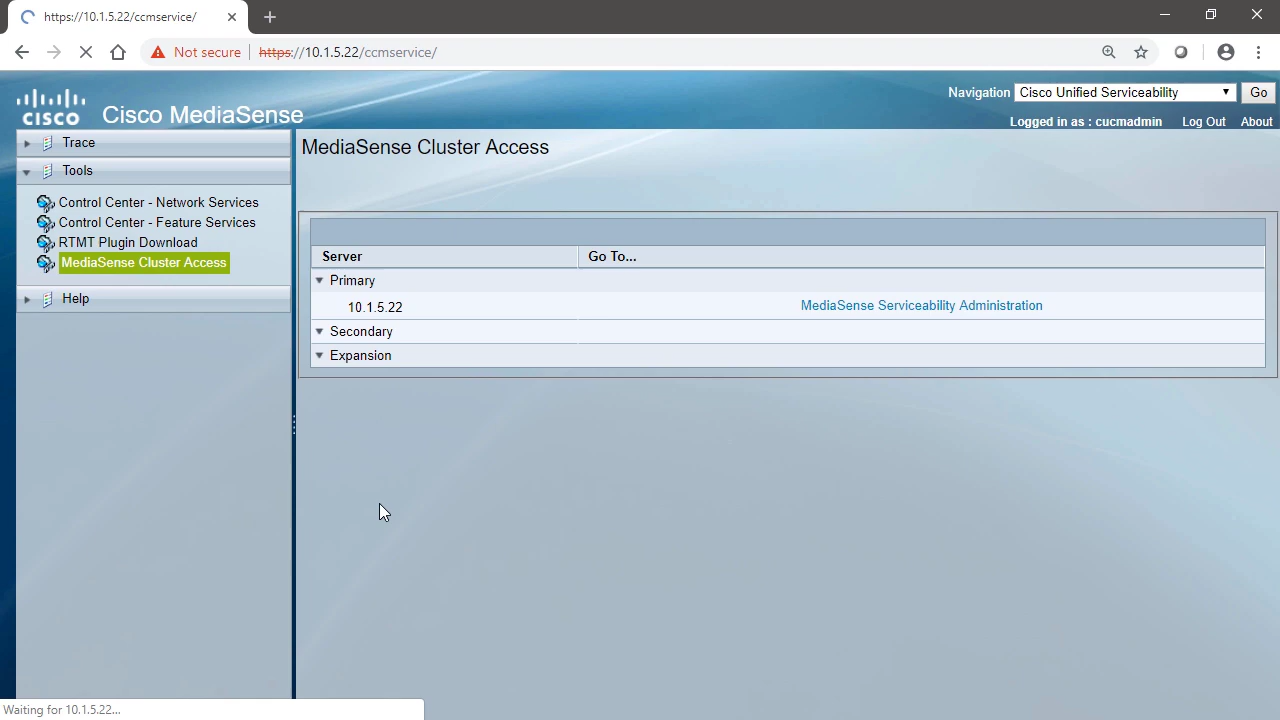 https://10.1.5.22/ccmservice/
Not secure https://10.1.5.22/ccmservice/
Navigation Cisco Unified Serviceability Go
CISCO Cisco MediaSense
Logged in as : cucmadmin Log Out About
Trace
Tools
Control Center - Network Services
Control Center - Feature Services
RTMT Plugin Download
MediaSense Cluster Access
Help
MediaSense Cluster Access
Server Go To...
Primary
10.1.5.22 MediaSense Serviceability Administration
Secondary
Expansion
Waiting for 10.1.5.22...